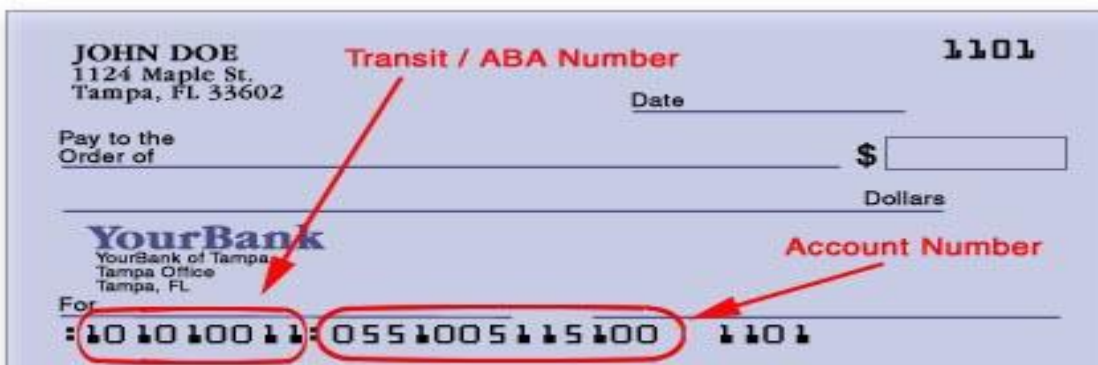 JOHN DOE
1124 Maple St.
Tampa, FL 33602
Transit / ABA Number
1101
Date
Pay to the
Order of
$
Dollars
YourBank
YourBank of Tampa
Tampa Office
Tampa, FL
Account Number
For
:101010011: 0551005115100 1101